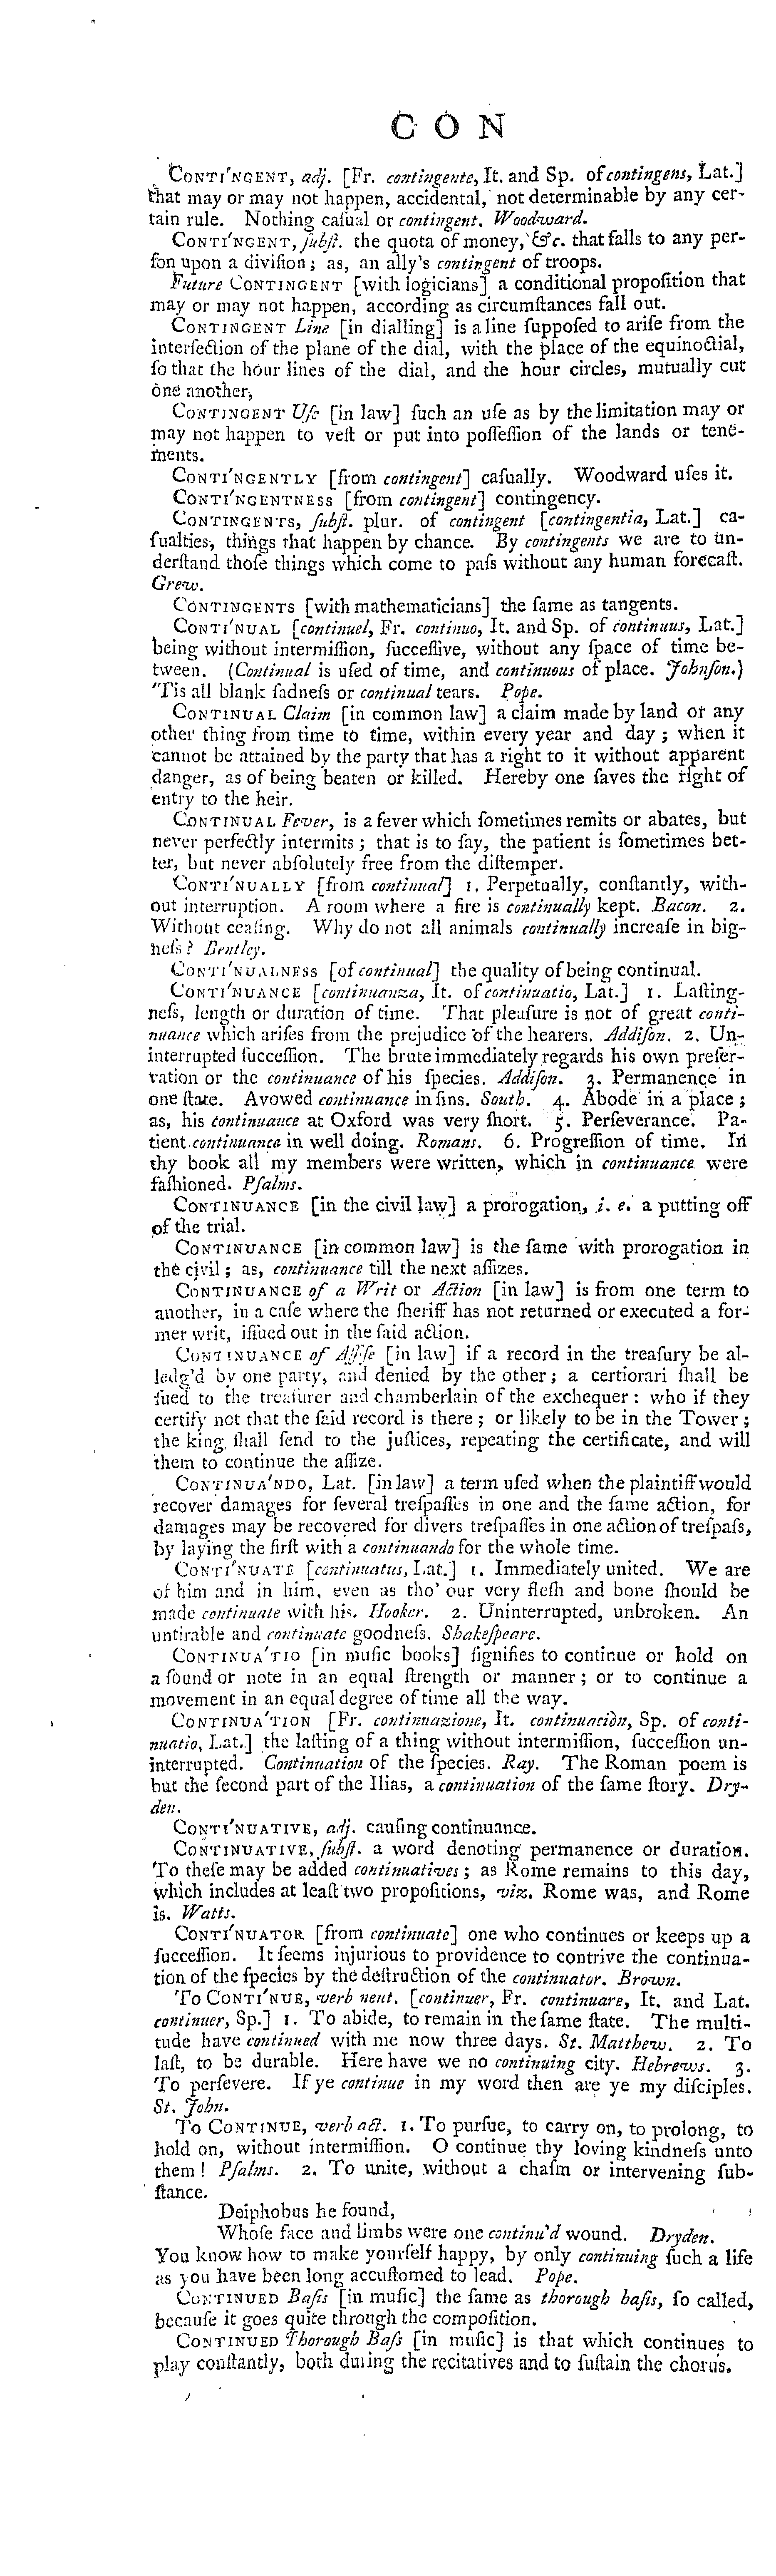 CON
CONTI'NGENT, adj. [Fr. contingente, It. and Sp. of contingens, Lat.]
that may or may not happen, accidental, not determinable by any cer-
tain rule. Nothing caſual or contingent. Woodward.
CONTI'NGENT, ſubſt. the quota of money, &c. that falls to any per-
ſon upon a diviſion; as, an ally's contingent of troops.
Future CONTINGENT [with logicians] a conditional propoſition that
may or may not happen, according as circumſtances fall out.
CONTINGENT Line [in dialling] is a line ſuppoſed to ariſe from the
interſection of the plane of the dial, with the place of the equinoctial,
ſo that the hour lines of the dial, and the hour circles, mutually cut
one another,
CONTINGENT Uſe [in law] ſuch an uſe as by the limitation may or
may not happen to veſt or put into poſſeſſion of the lands or tene-
ments.
CONTI'NGENTLY [from contingent] caſually. Woodward uſes it.
CONTI'NGENTNESS [from contingent] contingency.
CONTINGENTS, ſubſt. plur. of contingent [contingentia, Lat.] ca-
ſualties, things that happen by chance. By contingents we are to un-
derſtand thoſe things which come to paſs without any human forecaſt.
Grew.
CONTINGENTS [with mathematicians] the ſame as tangents.
CONTI'NUAL [continuel, Fr. continuo, It. and Sp. of continuus, Lat.]
being without intermiſſion, ſucceſſive, without any ſpace of time be-
tween. (Continual is uſed of time, and continuous of place. Johnſon.)
'Tis all blank ſadneſs or continual tears. Pope.
CONTINUAL Claim [in common law] a claim made by land or any
other thing from time to time, within every year and day; when it
cannot be attained by the party that has a right to it without apparent
danger, as of being beaten or killed. Hereby one ſaves the right of
entry to the heir.
CONTINUAL Fever, is a fever which ſometimes remits or abates, but
never perfectly intermits; that is to ſay, the patient is ſometimes bet-
ter, but never abſolutely free from the diſtemper.
CONTI'NUALLY [from continual] 1. Perpetually, conſtantly, with-
out interruption. A room where a fire is continually kept. Bacon. 2.
Without ceaſing. Why do not all animals continually increaſe in big-
neſs? Bentley.
CONTI'NUALNESS [of continual] the quality of being continual.
CONTI'NUANCE [continuanza, It. of continuatio, Lat.] 1. Laſting-
neſs, length or duration of time. That pleaſure is not of great conti-
nuance which ariſes from the prejudice of the hearers. Addiſon. 2. Un-
interrupted ſucceſſion. The brute immediately regards his own preſer-
vation or the continuance of his ſpecies. Addiſon. 3. Permanence in
one ſtate. Avowed continuance in ſins. South. 4. Abode in a place;
as, his continuance at Oxford was very ſhort. 5. Perſeverance. Pa-
tient continuance in well doing. Romans. 6. Progreſſion of time. In
thy book all my members were written, which in continuance were
faſhioned. Pſalms.
CONTINUANCE [in the civil law] a prorogation, i. e. a putting off
of the trial.
CONTINUANCE [in common law] is the ſame with prorogation in
the civil; as, continuance till the next aſſizes.
CONTINUANCE of a Writ or Action [in law] is from one term to
another, in a caſe where the ſheriff has not returned or executed a for-
mer writ, iſſued out in the ſaid action.
CONTINUANCE of Aſſiſe [in law] if a record in the treaſury be al-
ledg'd by one party, and denied by the other; a certiorari ſhall be
ſued to the treaſurer and chamberlain of the exchequer: who if they
certify not that the ſaid record is there; or likely to be in the Tower;
the king ſhall ſend to the juſtices, repeating the certificate, and will
them to continue the aſſize.
CONTINUA'NDO, Lat. [in law] a term uſed when the plaintiff would
recover damages for ſeveral treſpaſſes in one and the ſame action, for
damages may be recovered for divers treſpaſſes in one action of treſpaſs,
by laying the firſt with a continuando for the whole time.
CONTI'NUATE [continuatus, Lat.] 1. Immediately united. We are
of him and in him, even as tho' our very fleſh and bone ſhould be
made continuate with his. Hooker. 2. Uninterrupted, unbroken. An
untirable and continuate goodneſs. Shakeſpeare.
CONTINUA'TIO [in muſic books] ſignifies to continue or hold on
a ſound or note in an equal ſtrength or manner; or to continue a
movement in an equal degree of time all the way.
CONTINUA'TION [Fr. continuazione, It. continuaciòn, Sp. of conti-
nuatio, Lat.] the laſting of a thing without intermiſſion, ſucceſſion un-
interrupted. Continuation of the ſpecies. Ray. The Roman poem is
but the ſecond part of the Ilias, a continuation of the ſame ſtory. Dry-
den.
CONTI'NUATIVE, adj. cauſing continuance.
CONTINUATIVE, ſubſt. a word denoting permanence or duration.
To theſe may be added continuatives; as Rome remains to this day,
which includes at leaſt two propoſitions, viz. Rome was, and Rome
is. Watts.
CONTI'NUATOR [from continuate] one who continues or keeps up a
ſucceſſion. It ſeems injurious to providence to contrive the continua-
tion of the ſpecies by the deſtruction of the continuator. Brown.
To CONTI'NUE, verb neut. [continuer, Fr. continuare, It. and Lat.
continuer, Sp.] 1. To abide, to remain in the ſame ſtate. The multi-
tude have continued with me now three days. St. Matthew. 2. To
laſt, to be durable. Here have we no continuing city. Hebrews. 3.
To perſevere. If ye continue in my word then are ye my diſciples.
St. John.
To CONTINUE, verb act. 1. To purſue, to carry on, to prolong, to
hold on, without intermiſſion. O continue thy loving kindneſs unto
them! Pſalms. 2. To unite, without a chaſm or intervening ſub-
ſtance.
Deiphobus he found,
Whoſe face and limbs were one continu'd wound. Dryden.
You know how to make yourſelf happy, by only continuing ſuch a life
as you have been long accuſtomed to lead. Pope.
CONTINUED Baſis [in muſic] the ſame as thorough baſis, ſo called,
becauſe it goes quite through the compoſition.
CONTINUED Thorough Baſs [in muſic] is that which continues to
play conſtantly, both during the recitatives and to ſuſtain the chorus.